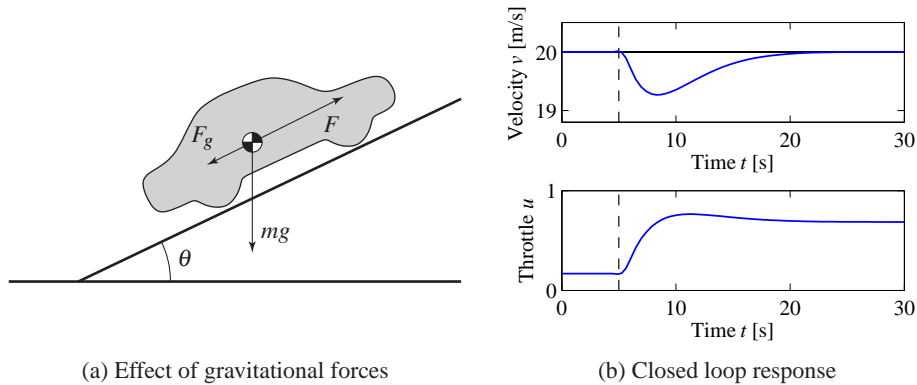 F_g
F
mg
θ
(a) Effect of gravitational forces
Velocity v [m/s]
20
19
0 10 20 30
Time t [s]
Throttle u
1
0
0 10 20 30
Time t [s]
(b) Closed loop response